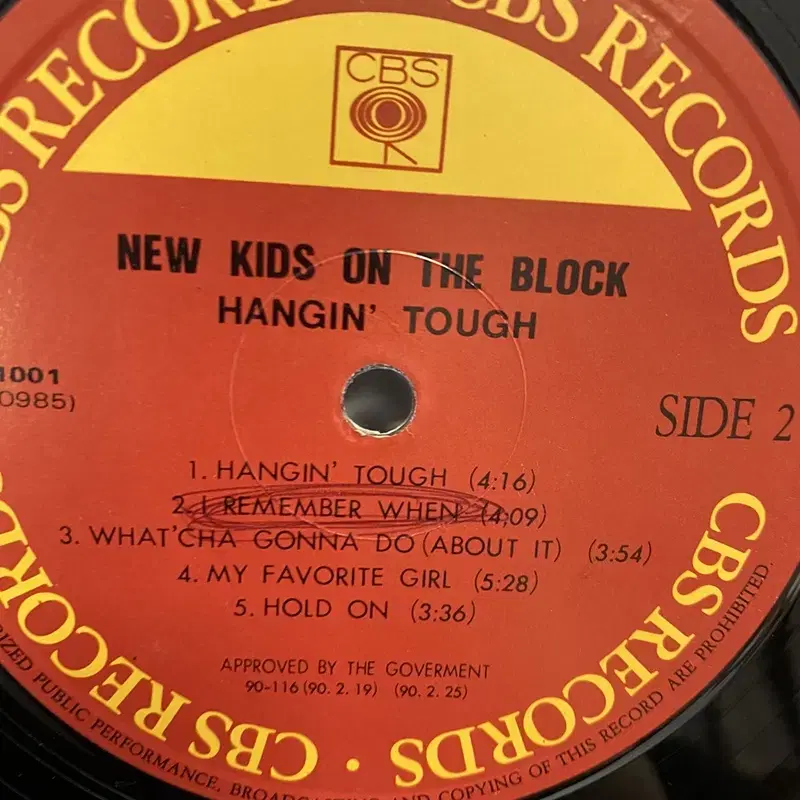 CBS RECORDS
CBS RECORDS
CBS
NEW KIDS ON THE BLOCK
HANGIN' TOUGH
1001
0985)
SIDE 2
1. HANGIN' TOUGH (4:16)
2. I REMEMBER WHEN (4:09)
3. WHAT'CHA GONNA DO (ABOUT IT) (3:54)
4. MY FAVORITE GIRL (5:28)
5. HOLD ON (3:36)
APPROVED BY THE GOVERMENT
90-116 (90. 2. 19) (90. 2. 25)
CBS RECORDS
CBS RECORDS • CBS RECORDS
PUBLIC PERFORMANCE, BROADCASTING AND COPYING OF THIS RECORD ARE PROHIBITED.